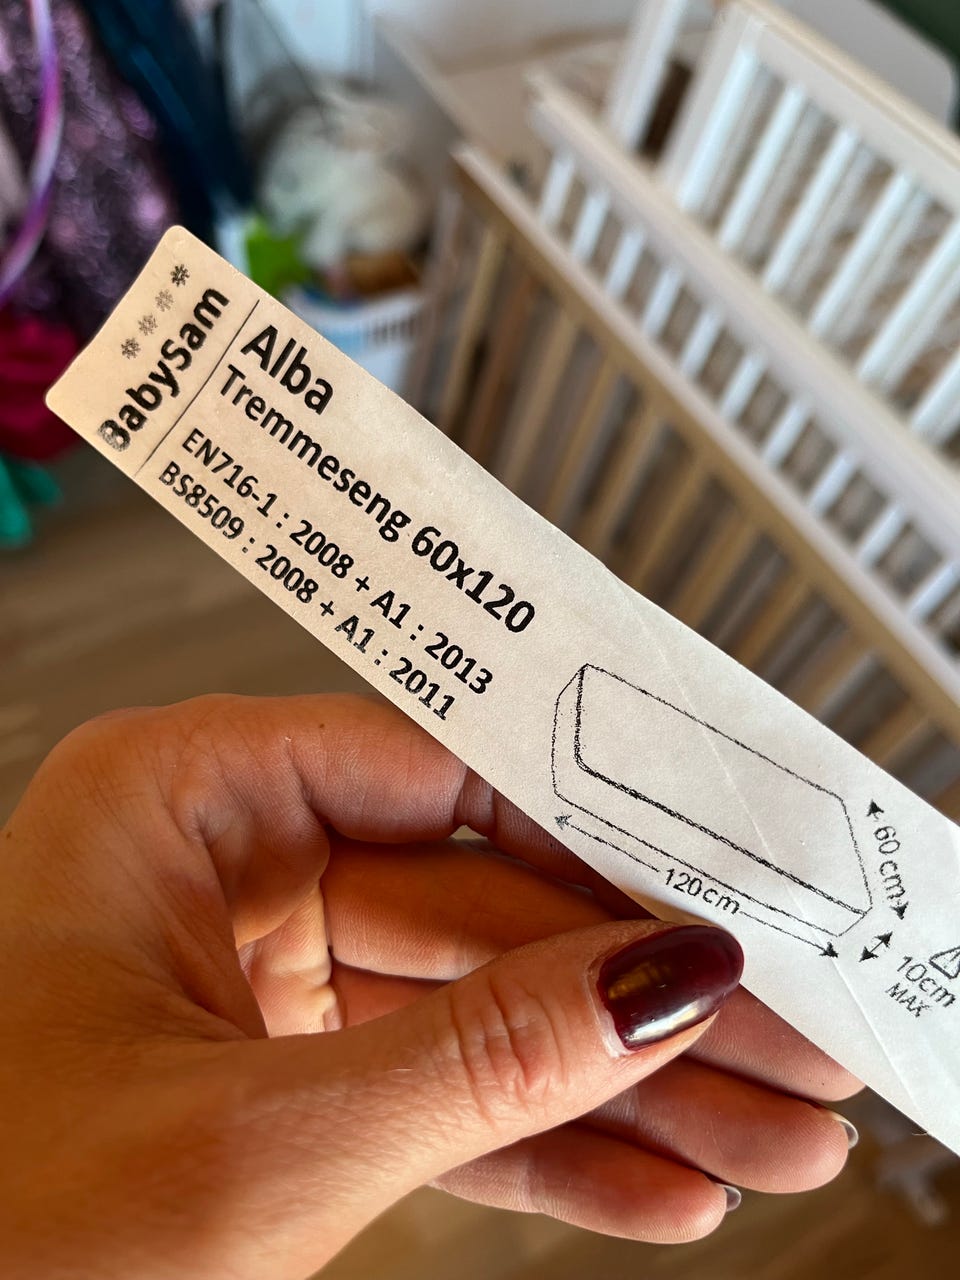 BabySam
Alba
Tremmeseng 60x120
EN716-1 : 2008 + A1 : 2013
BS8509 : 2008 + A1 : 2011
120cm
60 cm
10cm
MAX